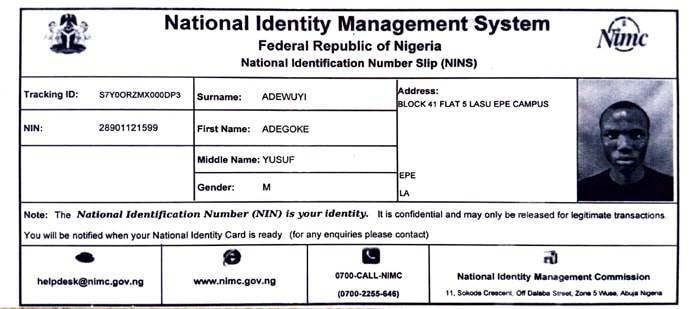 National Identity Management System
Federal Republic of Nigeria
National Identification Number Slip (NINS)
Nimc
Tracking ID: S7Y0ORZMX000DP3
Surname: ADEWUYI
Address:
BLOCK 41 FLAT 5 LASU EPE CAMPUS
NIN: 28901121599
First Name: ADEGOKE
Middle Name: YUSUF
Gender: M
EPE
LA
Note: The National Identification Number (NIN) is your identity. It is confidential and may only be released for legitimate transactions.
You will be notified when your National Identity Card is ready (for any enquiries please contact)
helpdesk@nimc.gov.ng
www.nimc.gov.ng
0700-CALL-NIMC
(0700-2255-646)
National Identity Management Commission
11, Sokode Crescent, Off Dalaba Street, Zone 5 Wuse, Abuja Nigeria